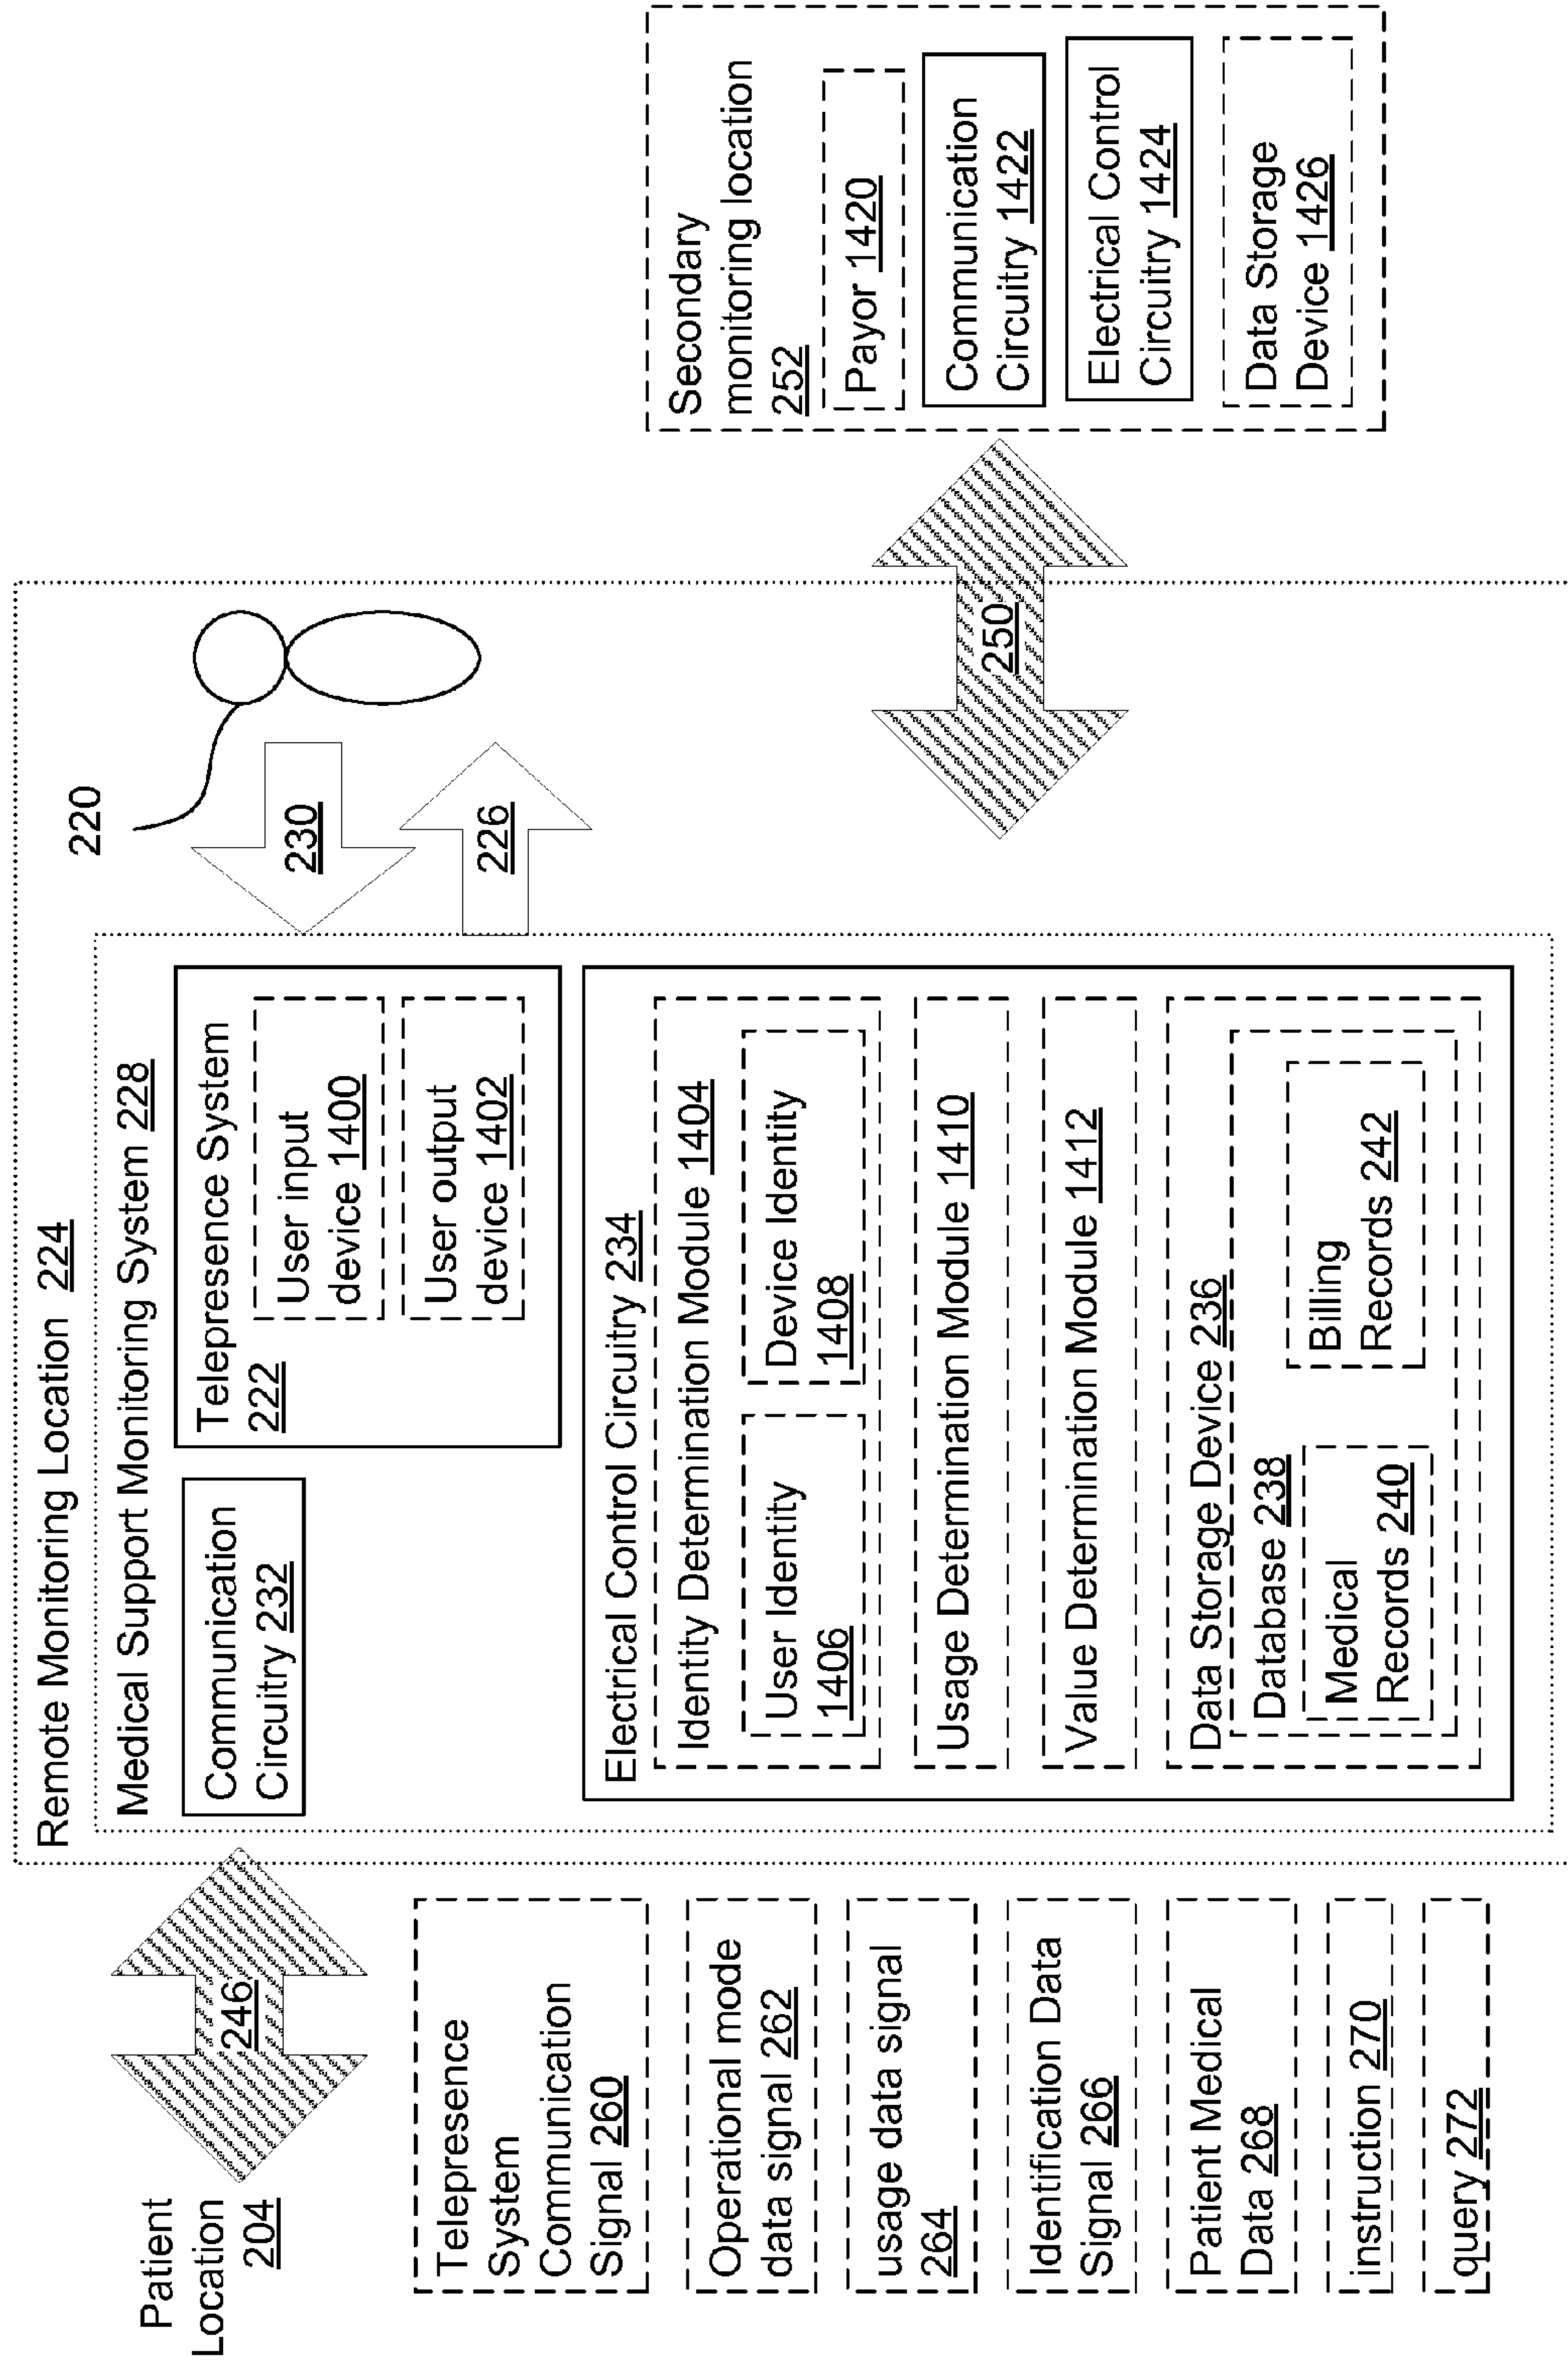 Patient
Location
204
246
Telepresence
System
Communication
Signal 260
Operational mode
data signal 262
usage data signal
264
Identification Data
Signal 266
Patient Medical
Data 268
instruction 270
query 272
Remote Monitoring Location 224
Medical Support Monitoring System 228
Communication
Circuitry 232
Telepresence System
222
User input
device 1400
User output
device 1402
Electrical Control Circuitry 234
Identity Determination Module 1404
User Identity
1406
Device Identity
1408
Usage Determination Module 1410
Value Determination Module 1412
Data Storage Device 236
Database 238
Medical
Records 240
Billing
Records 242
220
230
226
250
Secondary
monitoring location
252
Payor 1420
Communication
Circuitry 1422
Electrical Control
Circuitry 1424
Data Storage
Device 1426